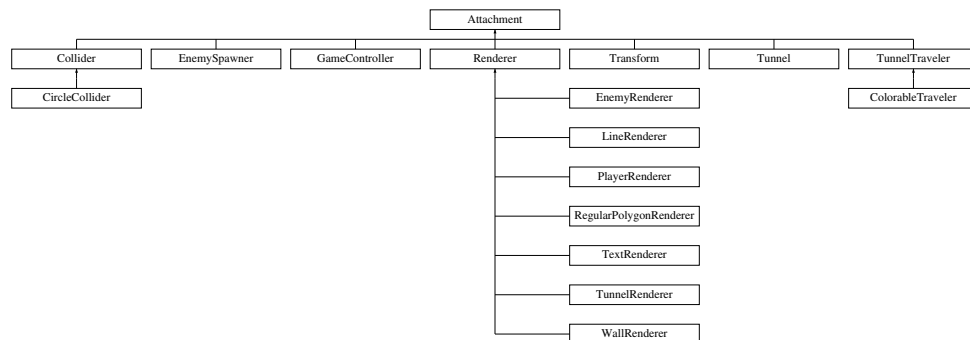 Attachment
Collider
EnemySpawner
GameController
Renderer
Transform
Tunnel
TunnelTraveler
CircleCollider
EnemyRenderer
ColorableTraveler
LineRenderer
PlayerRenderer
RegularPolygonRenderer
TextRenderer
TunnelRenderer
WallRenderer